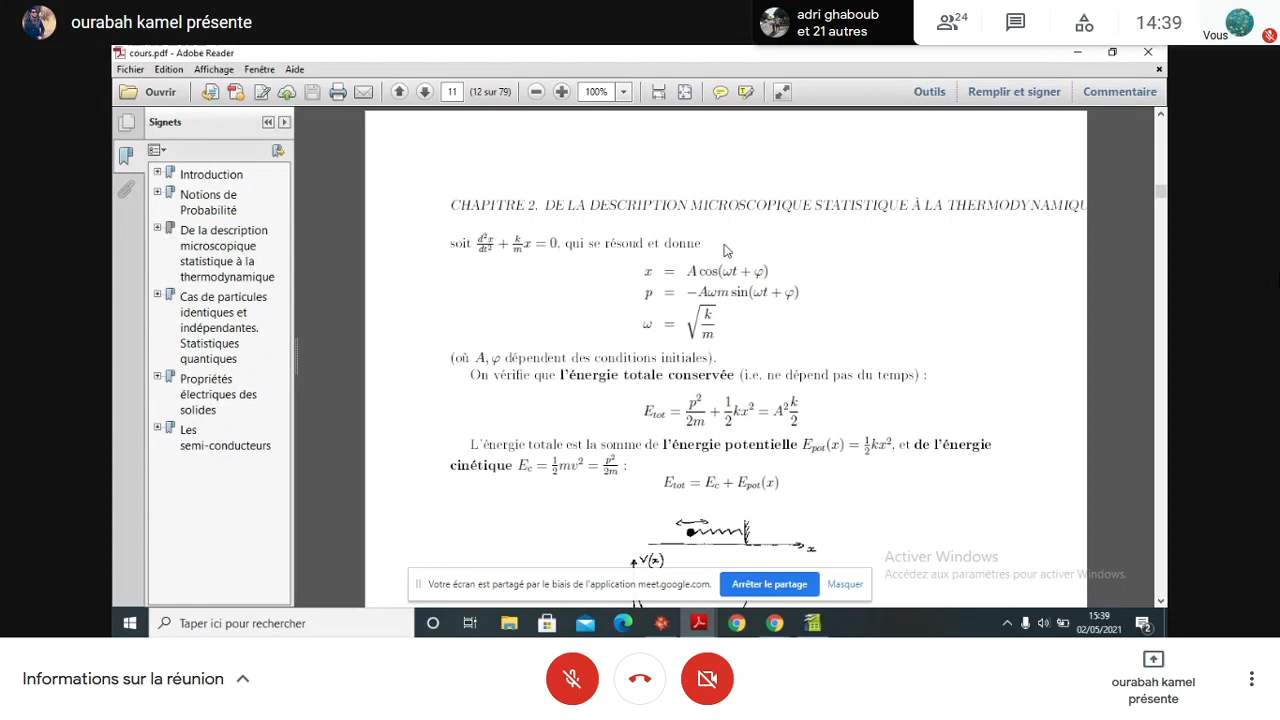 ourabah kamel présente
adri ghaboub
et 21 autres
24
14:39
Vous
cours.pdf - Adobe Reader
Fichier Edition Affichage Fenêtre Aide
Ouvrir 11 (12 sur 79) 100% Outils Remplir et signer Commentaire
Signets
Introduction
Notions de
Probabilité
De la description
microscopique
statistique à la
thermodynamique
Cas de particules
identiques et
indépendantes.
Statistiques
quantiques
Propriétés
électriques des
solides
Les
semi-conducteurs
CHAPITRE 2. DE LA DESCRIPTION MICROSCOPIQUE STATISTIQUE À LA THERMODYNAMIQU
soit d²x/dt² + k/m x = 0, qui se résoud et donne
x = A cos(ωt + φ)
p = −Aωm sin(ωt + φ)
ω = √(k/m)
(où A, φ dépendent des conditions initiales).
On vérifie que l'énergie totale conservée (i.e. ne dépend pas du temps) :
E_tot = p²/2m + 1/2 kx² = A² k/2
L'énergie totale est la somme de l'énergie potentielle E_pot(x) = 1/2 kx², et de l'énergie
cinétique E_c = 1/2 mv² = p²/2m :
E_tot = E_c + E_pot(x)
x
V(x)
Activer Windows
Accédez aux paramètres pour activer Windows.
Votre écran est partagé par le biais de l'application meet.google.com. Arrêter le partage Masquer
Taper ici pour rechercher
15:39
02/05/2021
2
Informations sur la réunion
ourabah kamel
présente